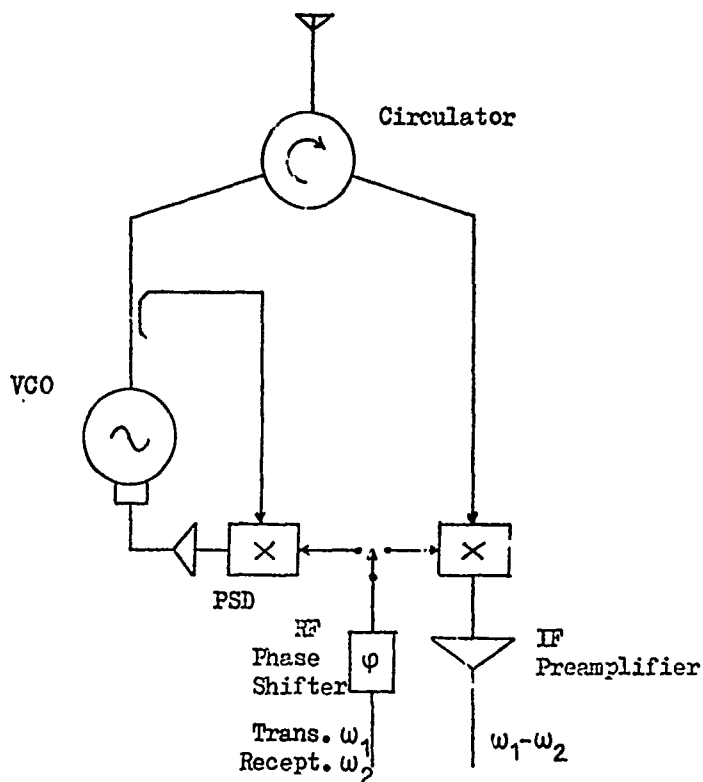 Circulator
VCO
PSD
RF
Phase
Shifter
φ
IF
Preamplifier
Trans. ω₁
Recept. ω₂
ω₁-ω₂